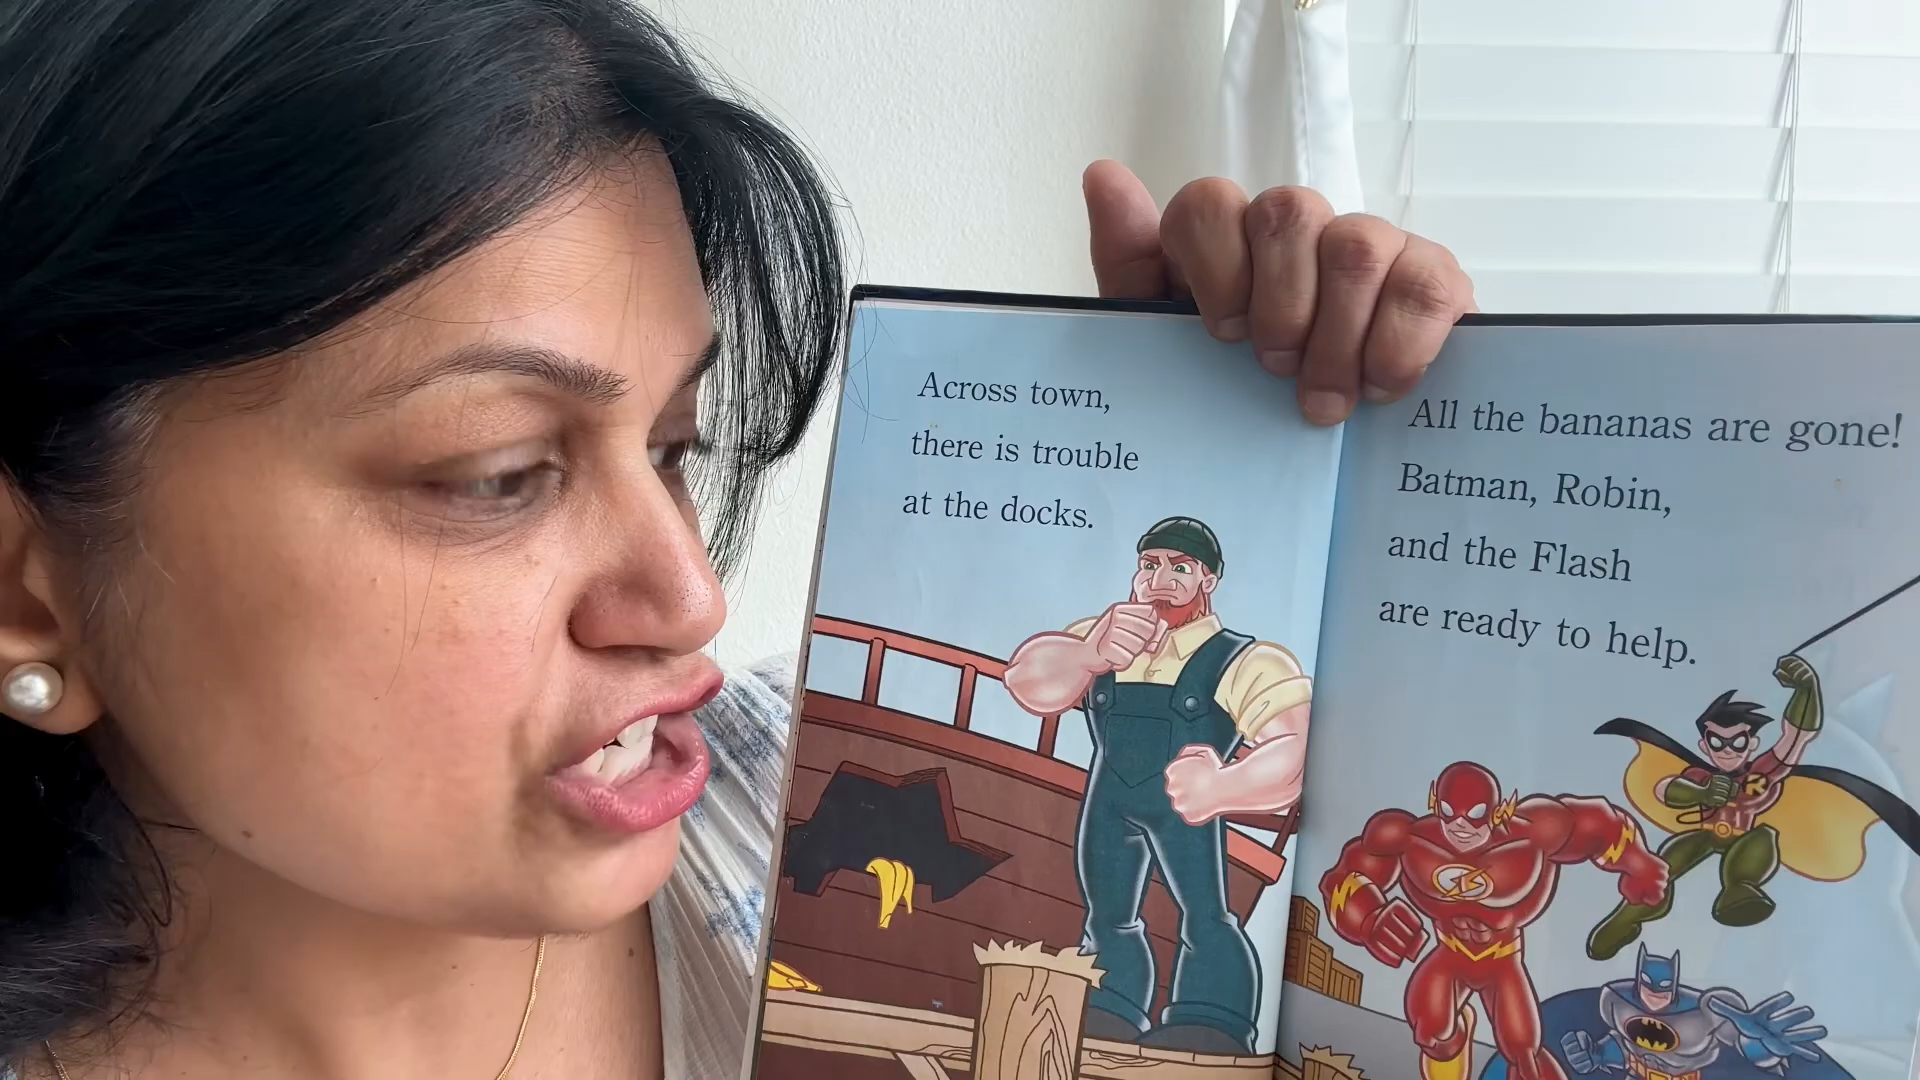 Across town,
there is trouble
at the docks.
All the bananas are gone!
Batman, Robin,
and the Flash
are ready to help.
R